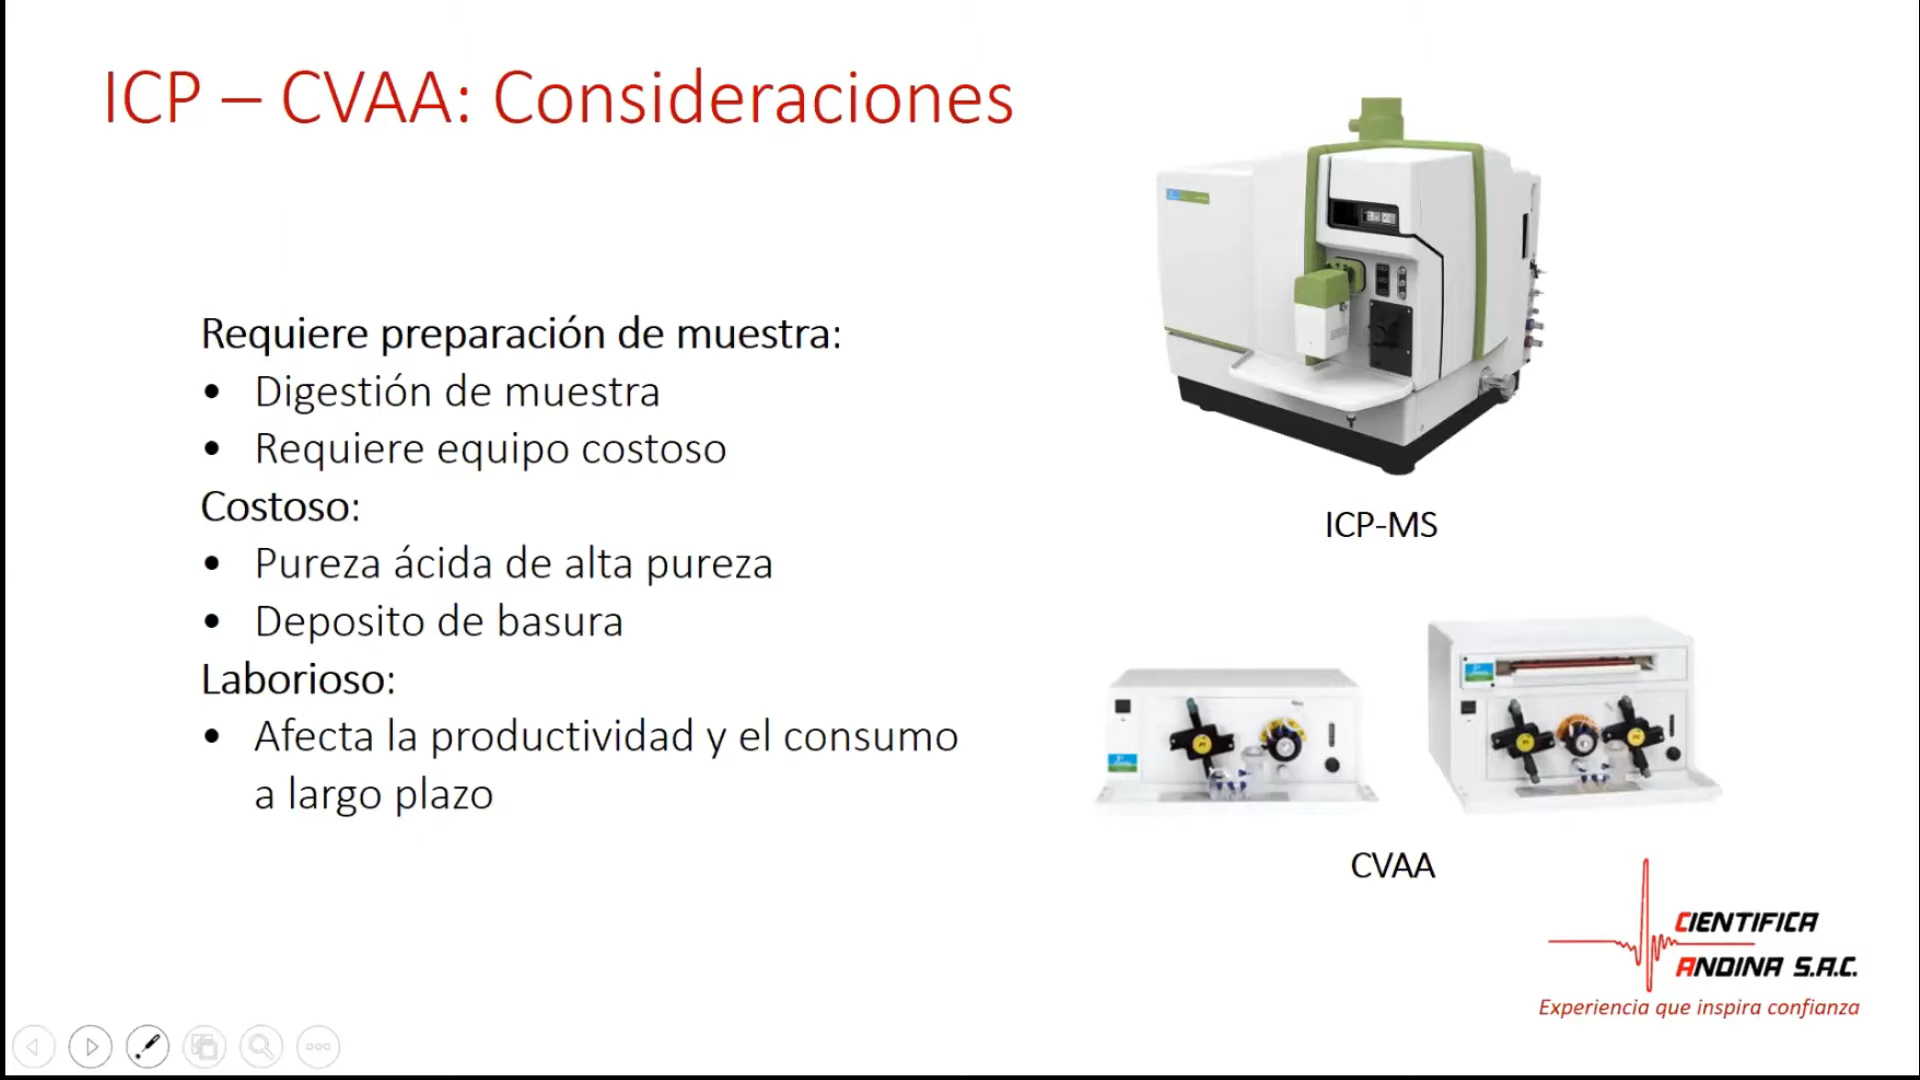 ICP – CVAA: Consideraciones
Requiere preparación de muestra:
• Digestión de muestra
• Requiere equipo costoso
Costoso:
• Pureza ácida de alta pureza
• Deposito de basura
Laborioso:
• Afecta la productividad y el consumo
a largo plazo
ICP-MS
CVAA
CIENTIFICA
ANDINA S.A.C.
Experiencia que inspira confianza